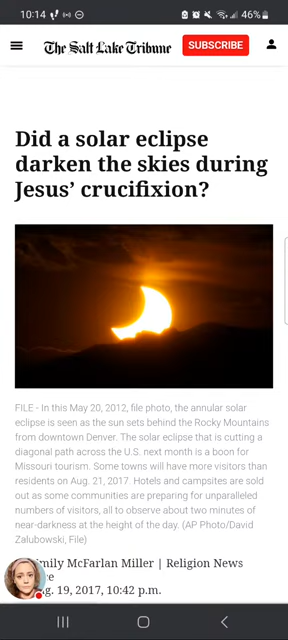 10:14
46%
The Salt Lake Tribune
SUBSCRIBE
Did a solar eclipse
darken the skies during
Jesus’ crucifixion?
FILE - In this May 20, 2012, file photo, the annular solar
eclipse is seen as the sun sets behind the Rocky Mountains
from downtown Denver. The solar eclipse that is cutting a
diagonal path across the U.S. next month is a boon for
Missouri tourism. Some towns will have more visitors than
residents on Aug. 21, 2017 Hotels and campsites are sold
out as some communities are preparing for unparalleled
numbers of visitors, all to observe about two minutes of
near-darkness at the height of the day. (AP Photo/David
Zalubowski, File)
mily McFarlan Miller | Religion News
re
g. 19, 2017, 10:42 p.m.